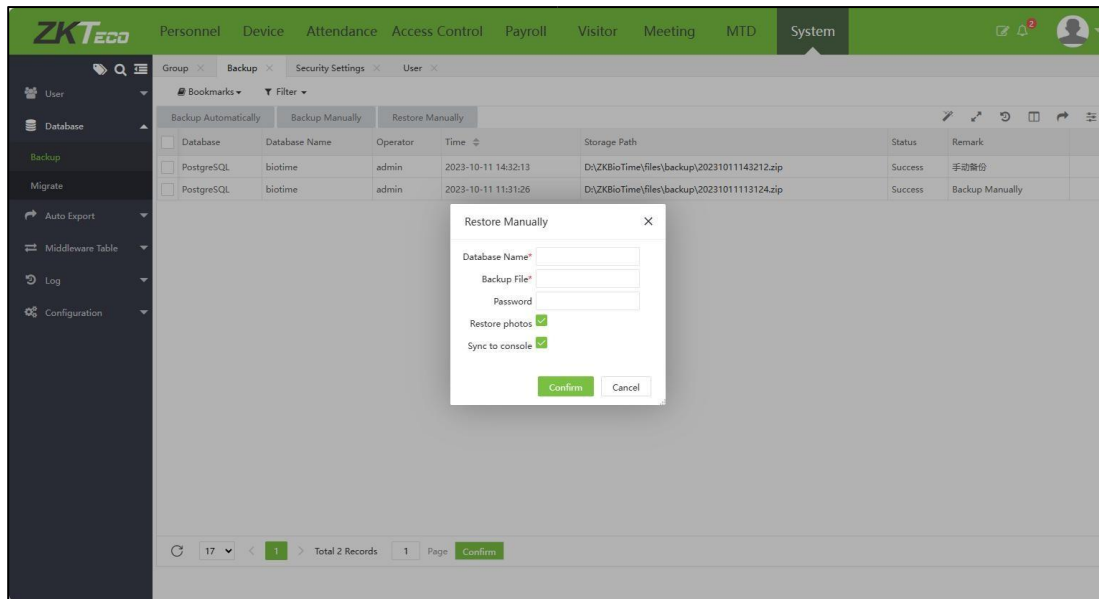 ZKTECO Personnel Device Attendance Access Control Payroll Visitor Meeting MTD System 2
Group Backup Security Settings User
User
Bookmarks Filter
Database
Backup Automatically Backup Manually Restore Manually
Database Database Name Operator Time Storage Path Status Remark
Backup
PostgreSQL biotime admin 2023-10-11 14:32:13 D:\ZKBioTime\files\backup\20231011143212.zip Success 手动备份
Migrate
PostgreSQL biotime admin 2023-10-11 11:31:26 D:\ZKBioTime\files\backup\20231011113124.zip Success Backup Manually
Auto Export
Middleware Table
Log
Configuration
Restore Manually
Database Name*
Backup File*
Password
Restore photos
Sync to console
Confirm Cancel
17 1 Total 2 Records 1 Page Confirm